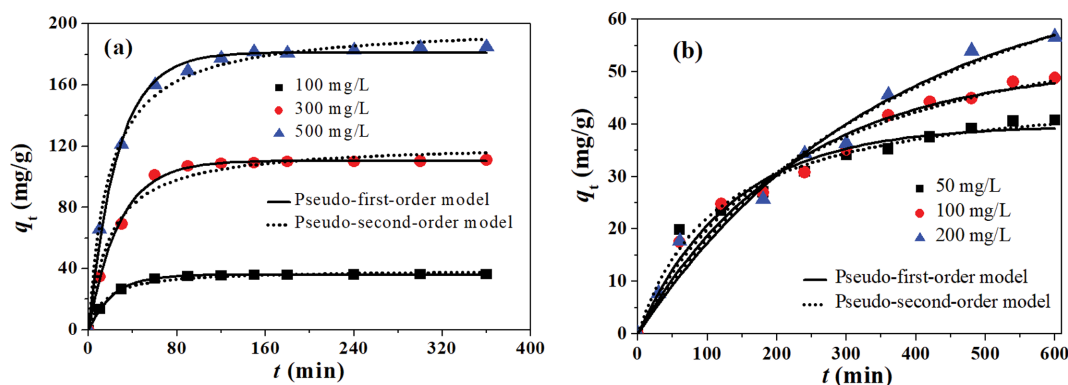 (a)
200
160
120
80
40
0
qt (mg/g)
100 mg/L
300 mg/L
500 mg/L
Pseudo-first-order model
Pseudo-second-order model
0 80 160 240 320 400
t (min)
(b)
60
50
40
30
20
10
0
qt (mg/g)
50 mg/L
100 mg/L
200 mg/L
Pseudo-first-order model
Pseudo-second-order model
0 100 200 300 400 500 600
t (min)